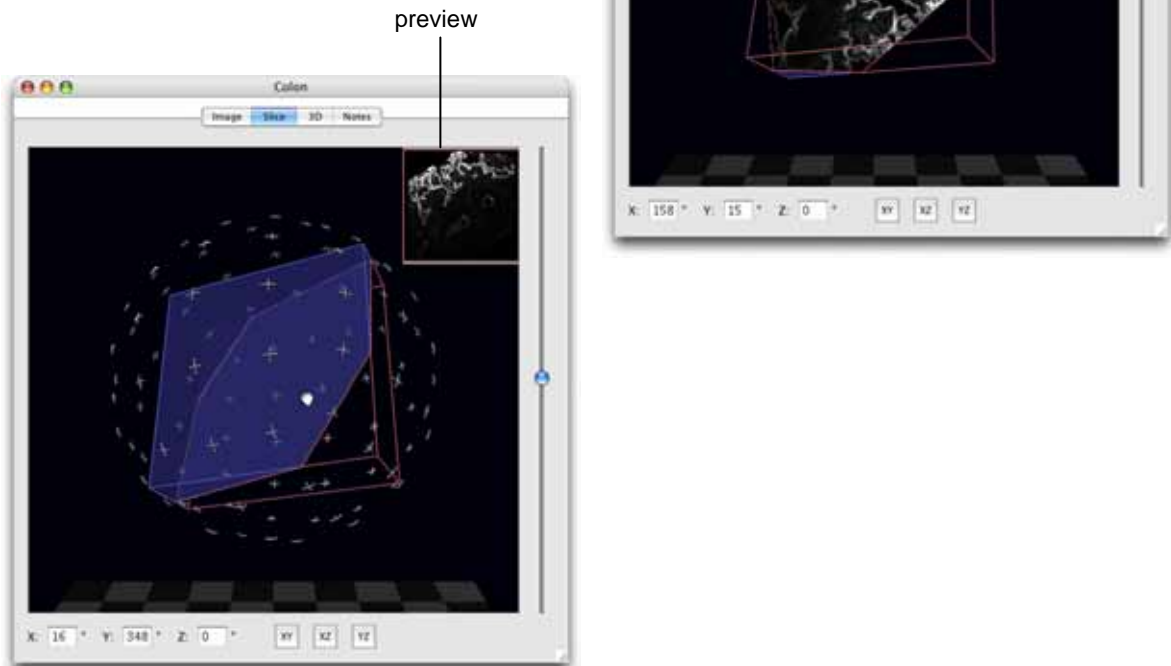 preview
Colon
Image Slice 3D Notes
X: 16 ° Y: 348 ° Z: 0 ° XY XZ YZ
X: 158 ° Y: 15 ° Z: 0 ° XY XZ YZ